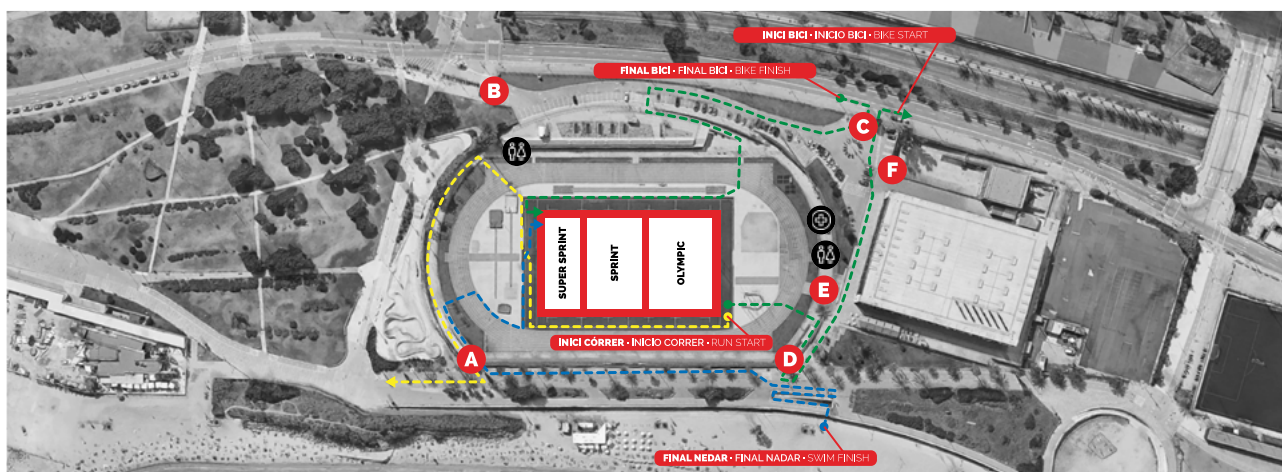 INICI BICI • INICIO BICI • BIKE START
FINAL BICI • FINAL BICI • BIKE FINISH
B
C
F
SUPER SPRINT
SPRINT
OLYMPIC
E
INICI CÓRRER • INICIO CORRER • RUN START
A
D
FINAL NEDAR • FINAL NADAR • SWIM FINISH